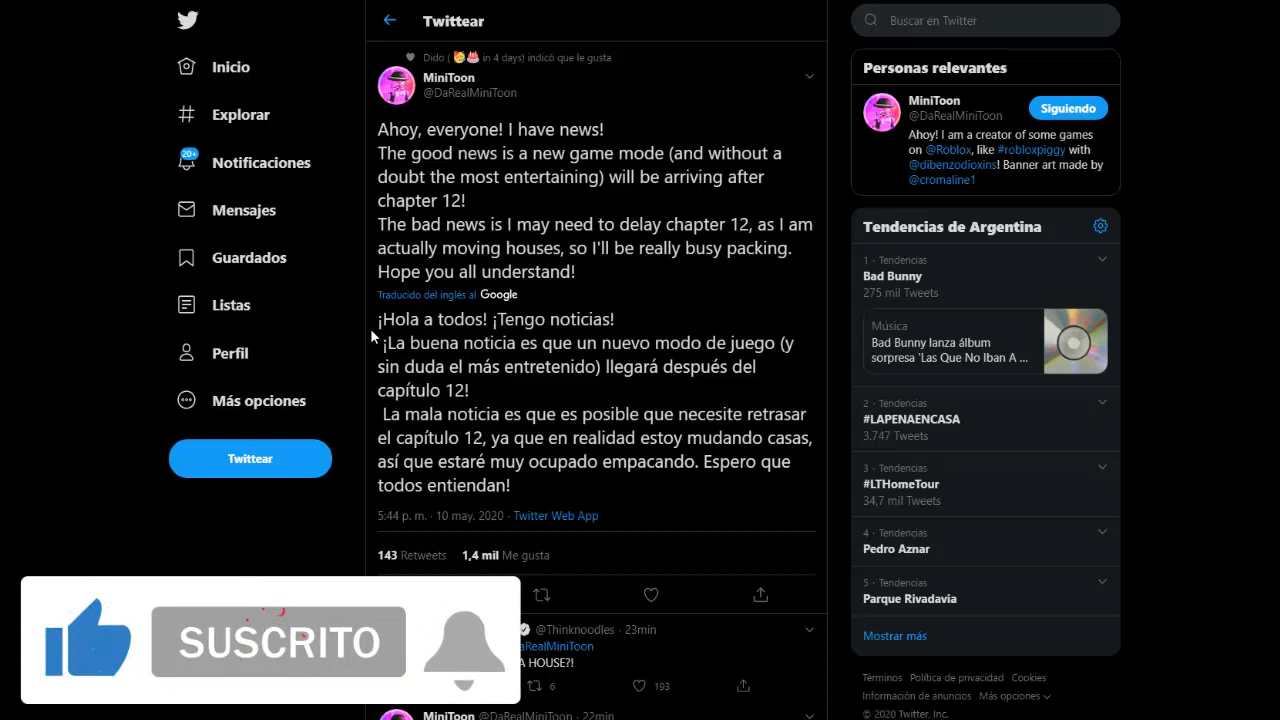 Inicio
Explorar
20+
Notificaciones
Mensajes
Guardados
Listas
Perfil
Más opciones
Twittear
Twittear
Dido ( in 4 days) indicó que le gusta
MiniToon
@DaRealMiniToon
Ahoy, everyone! I have news!
The good news is a new game mode (and without a
doubt the most entertaining) will be arriving after
chapter 12!
The bad news is I may need to delay chapter 12, as I am
actually moving houses, so I'll be really busy packing.
Hope you all understand!
Traducido del inglés al Google
¡Hola a todos! ¡Tengo noticias!
¡La buena noticia es que un nuevo modo de juego (y
sin duda el más entretenido) llegará después del
capítulo 12!
La mala noticia es que es posible que necesite retrasar
el capítulo 12, ya que en realidad estoy mudando casas,
así que estaré muy ocupado empacando. Espero que
todos entiendan!
5:44 p. m. · 10 may. 2020 · Twitter Web App
143 Retweets 1,4 mil Me gusta
@Thinknoodles · 23min
DaRealMiniToon
A HOUSE?!
6 193
MiniToon @DaRealMiniToon · 22min
SUSCRITO
Buscar en Twitter
Personas relevantes
MiniToon
@DaRealMiniToon
Siguiendo
Ahoy! I am a creator of some games
on @Roblox, like #robloxpiggy with
@dibenzodioxins! Banner art made by
@cromaline1
Tendencias de Argentina
1 · Tendencias
Bad Bunny
275 mil Tweets
Música
Bad Bunny lanza álbum
sorpresa 'Las Que No Iban A ...
2 · Tendencias
#LAPENAENCASA
3.747 Tweets
3 · Tendencias
#LTHomeTour
34,7 mil Tweets
4 · Tendencias
Pedro Aznar
5 · Tendencias
Parque Rivadavia
Mostrar más
Términos Política de privacidad Cookies
Información de anuncios Más opciones
© 2020 Twitter, Inc.